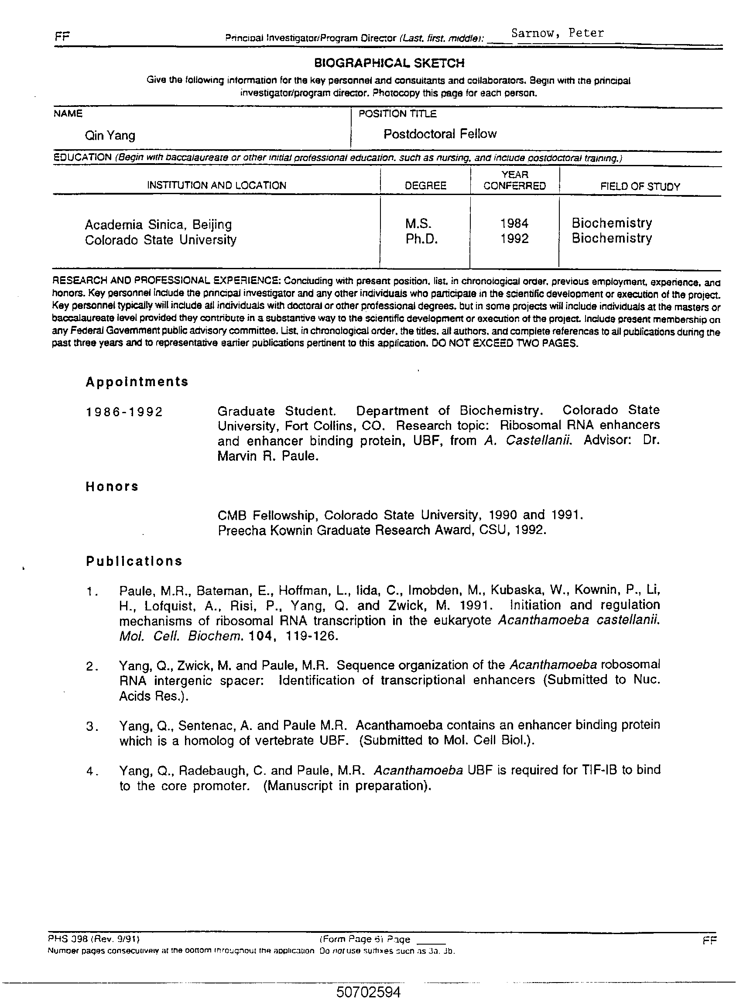 FF Principal Investigator/Program Director (Last, first, middle): Sarnow, Peter
BIOGRAPHICAL SKETCH
Give the following information for the key personnel and consultants and collaborators. Begin with the principal
investigator/program director. Photocopy this page for each person.
NAME POSITION TITLE
Qin Yang Postdoctoral Fellow
EDUCATION (Begin with baccalaureate or other initial professional education, such as nursing, and include postdoctoral training.)
INSTITUTION AND LOCATION DEGREE YEAR CONFERRED FIELD OF STUDY
Academia Sinica, Beijing M.S. 1984 Biochemistry
Colorado State University Ph.D. 1992 Biochemistry
RESEARCH AND PROFESSIONAL EXPERIENCE: Concluding with present position, list, in chronological order, previous employment, experience, and
honors. Key personnel include the principal investigator and any other individuals who participate in the scientific development or execution of the project.
Key personnel typically will include all individuals with doctoral or other professional degrees, but in some projects will include individuals at the masters or
baccalaureate level provided they contribute in a substantive way to the scientific development or execution of the project. Include present membership on
any Federal Government public advisory committee. List, in chronological order, the titles, all authors, and complete references to all publications during the
past three years and to representative earlier publications pertinent to this application. DO NOT EXCEED TWO PAGES.
Appointments
1986-1992 Graduate Student. Department of Biochemistry. Colorado State
University, Fort Collins, CO. Research topic: Ribosomal RNA enhancers
and enhancer binding protein, UBF, from A. Castellanii. Advisor: Dr.
Marvin R. Paule.
Honors
CMB Fellowship, Colorado State University, 1990 and 1991.
Preecha Kownin Graduate Research Award, CSU, 1992.
Publications
1. Paule, M.R., Bateman, E., Hoffman, L., Iida, C., Imobden, M., Kubaska, W., Kownin, P., Li,
H., Lofquist, A., Risi, P., Yang, Q. and Zwick, M. 1991. Initiation and regulation
mechanisms of ribosomal RNA transcription in the eukaryote Acanthamoeba castellanii.
Mol. Cell. Biochem. 104, 119-126.
2. Yang, Q., Zwick, M. and Paule, M.R. Sequence organization of the Acanthamoeba robosomal
RNA intergenic spacer: Identification of transcriptional enhancers (Submitted to Nuc.
Acids Res.).
3. Yang, Q., Sentenac, A. and Paule M.R. Acanthamoeba contains an enhancer binding protein
which is a homolog of vertebrate UBF. (Submitted to Mol. Cell Biol.).
4. Yang, Q., Radebaugh, C. and Paule, M.R. Acanthamoeba UBF is required for TIF-IB to bind
to the core promoter. (Manuscript in preparation).
PHS 398 (Rev. 9/91) (Form Page 6) Page FF
Number pages consecutively at the bottom throughout the application. Do not use suffixes such as 3a, 3b.
50702594